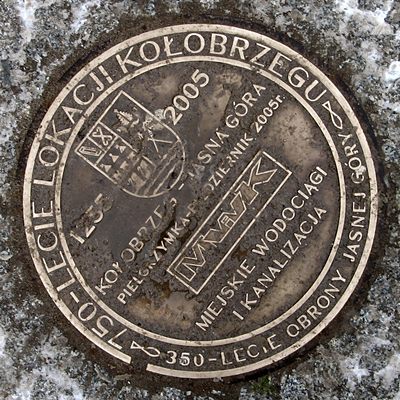 750-LECIE LOKACJI KOŁOBRZEGU
350-LECIE OBRONY JASNEJ GÓRY
1255
2005
KOŁOBRZEG - JASNA GÓRA
PIELGRZYMKA-PAŹDZIERNIK 2005r.
MWiK
MIEJSKIE WODOCIĄGI
I KANALIZACJA